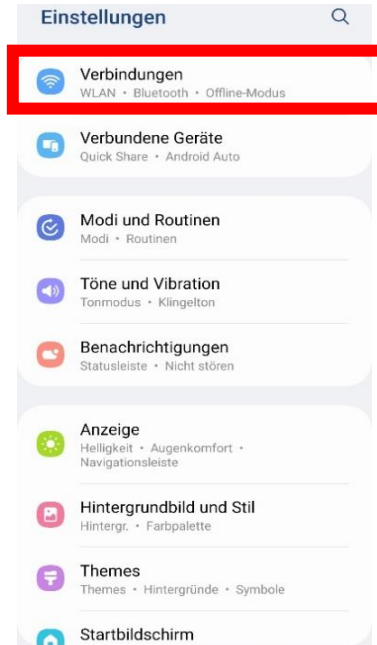 Einstellungen
Verbindungen
WLAN • Bluetooth • Offline-Modus
Verbundene Geräte
Quick Share • Android Auto
Modi und Routinen
Modi • Routinen
Töne und Vibration
Tonmodus • Klingelton
Benachrichtigungen
Statusleiste • Nicht stören
Anzeige
Helligkeit • Augenkomfort •
Navigationsleiste
Hintergrundbild und Stil
Hintergr. • Farbpalette
Themes
Themes • Hintergründe • Symbole
Startbildschirm